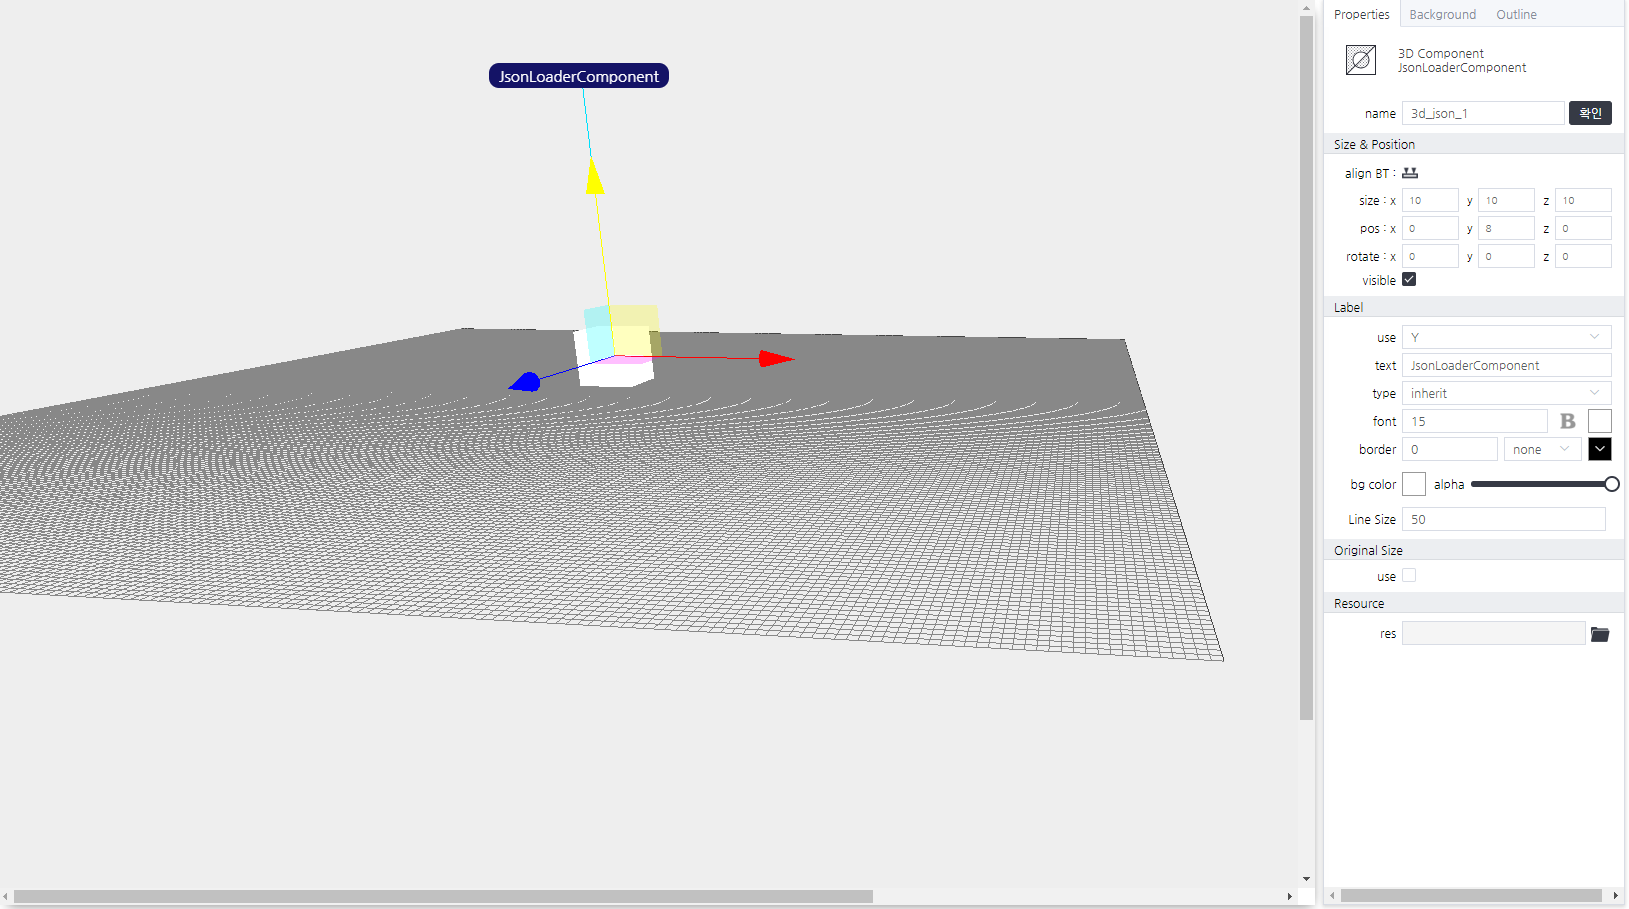 JsonLoaderComponent
Properties Background Outline
3D Component
JsonLoaderComponent
name 3d_json_1 확인
Size & Position
align BT :
size : x 10 y 10 z 10
pos : x 0 y 8 z 0
rotate : x 0 y 0 z 0
visible
Label
use Y
text JsonLoaderComponent
type inherit
font 15 B
border 0 none
bg color alpha
Line Size 50
Original Size
use
Resource
res